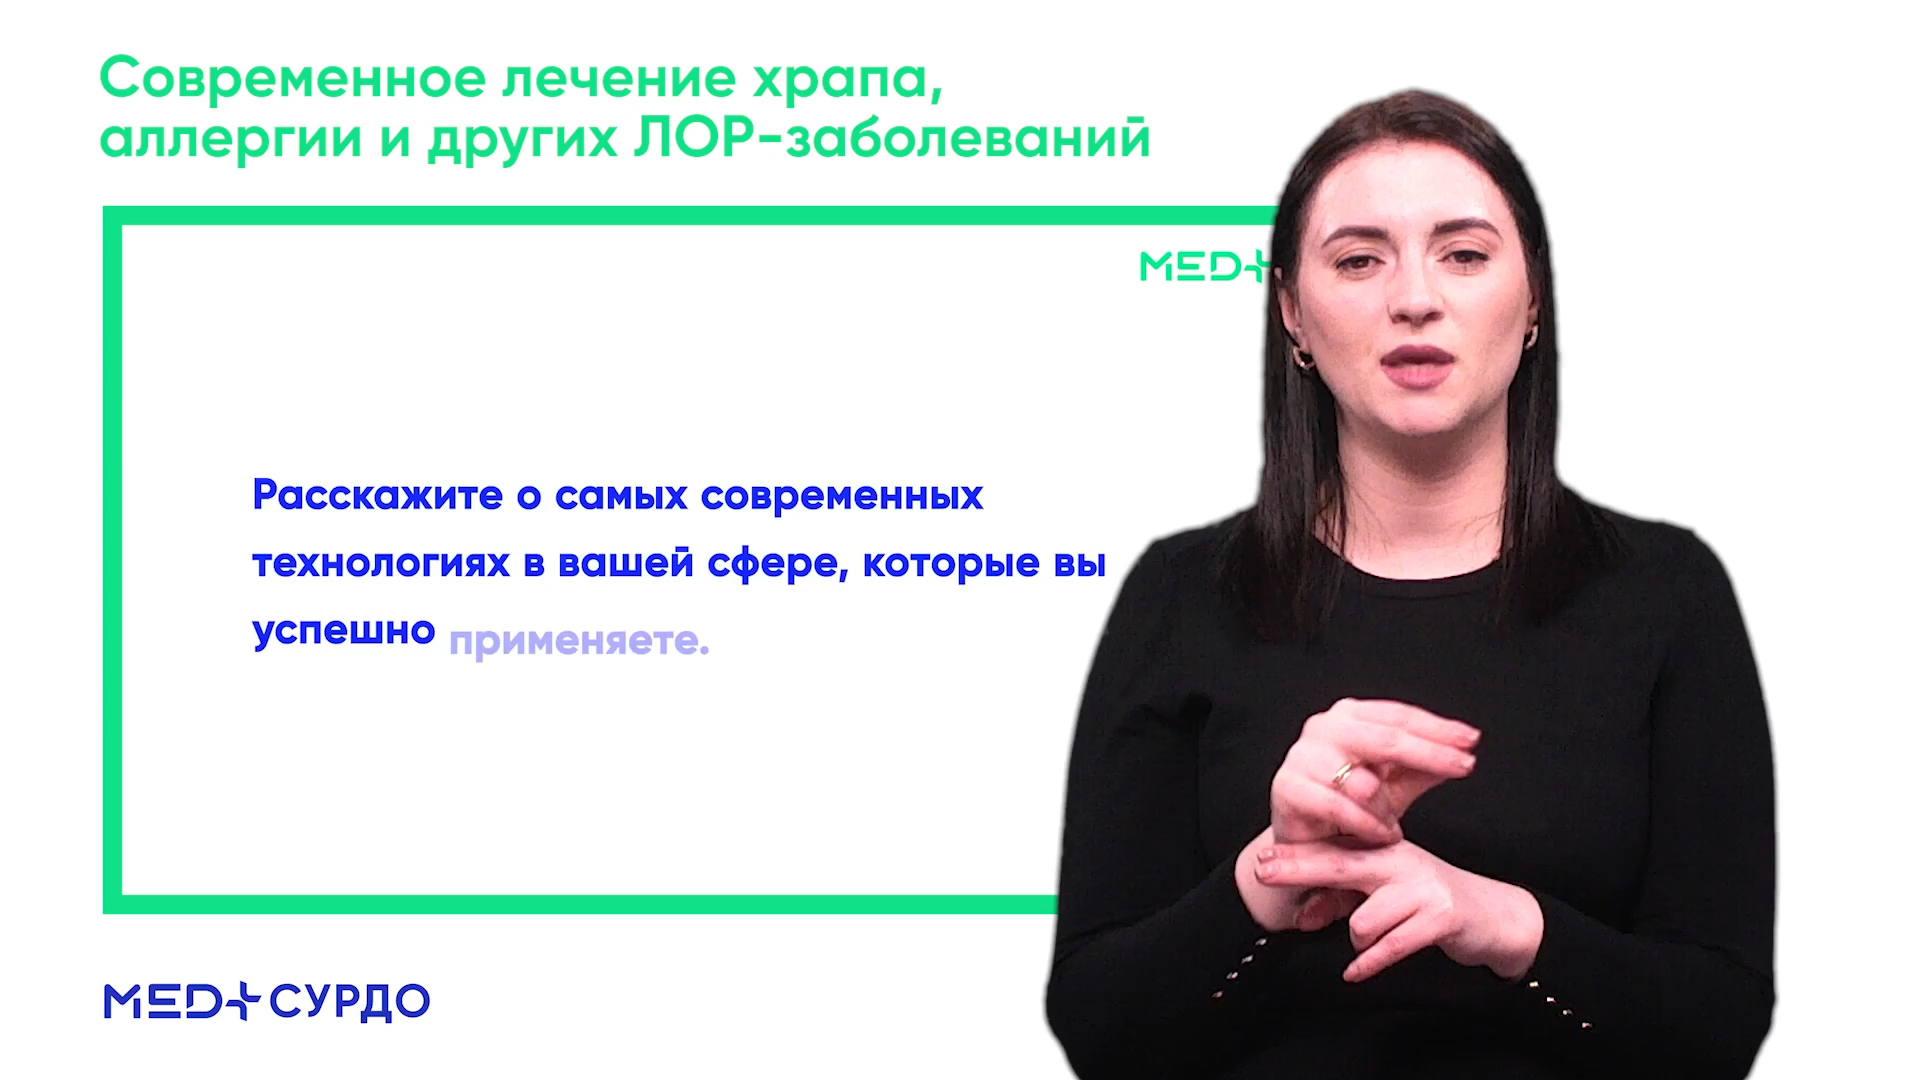 Современное лечение храпа,
аллергии и других ЛОР-заболеваний
MED+
Расскажите о самых современных
технологиях в вашей сфере, которые вы
успешно применяете.
MED+СУРДО